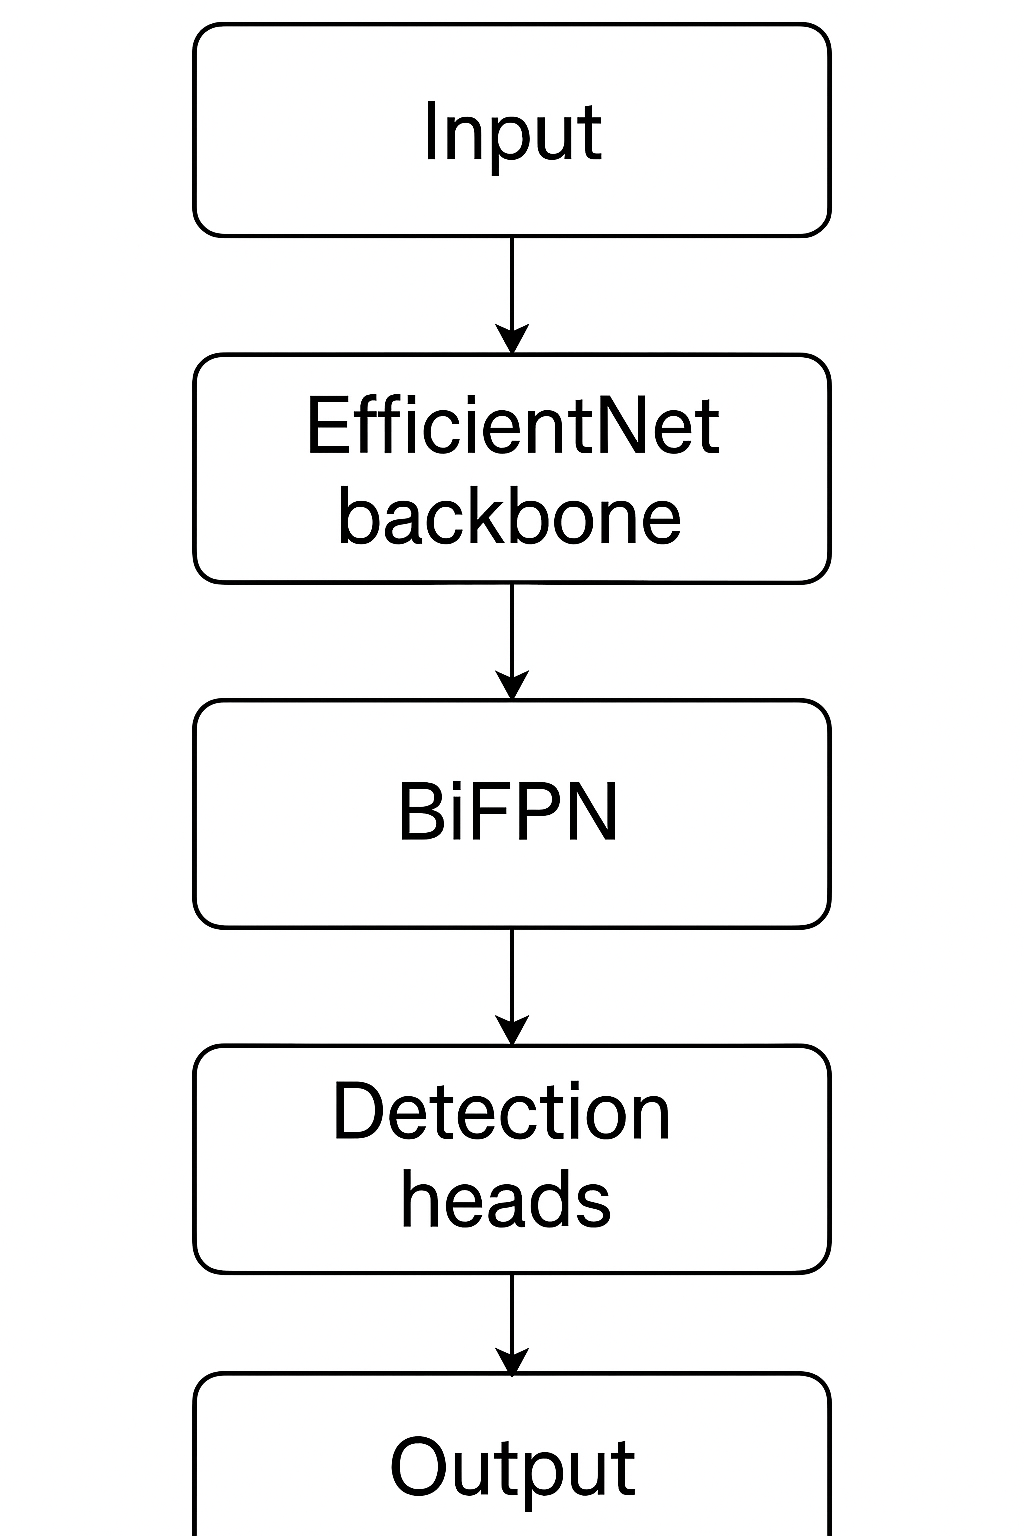 Input
EfficientNet
backbone
BiFPN
Detection
heads
Output